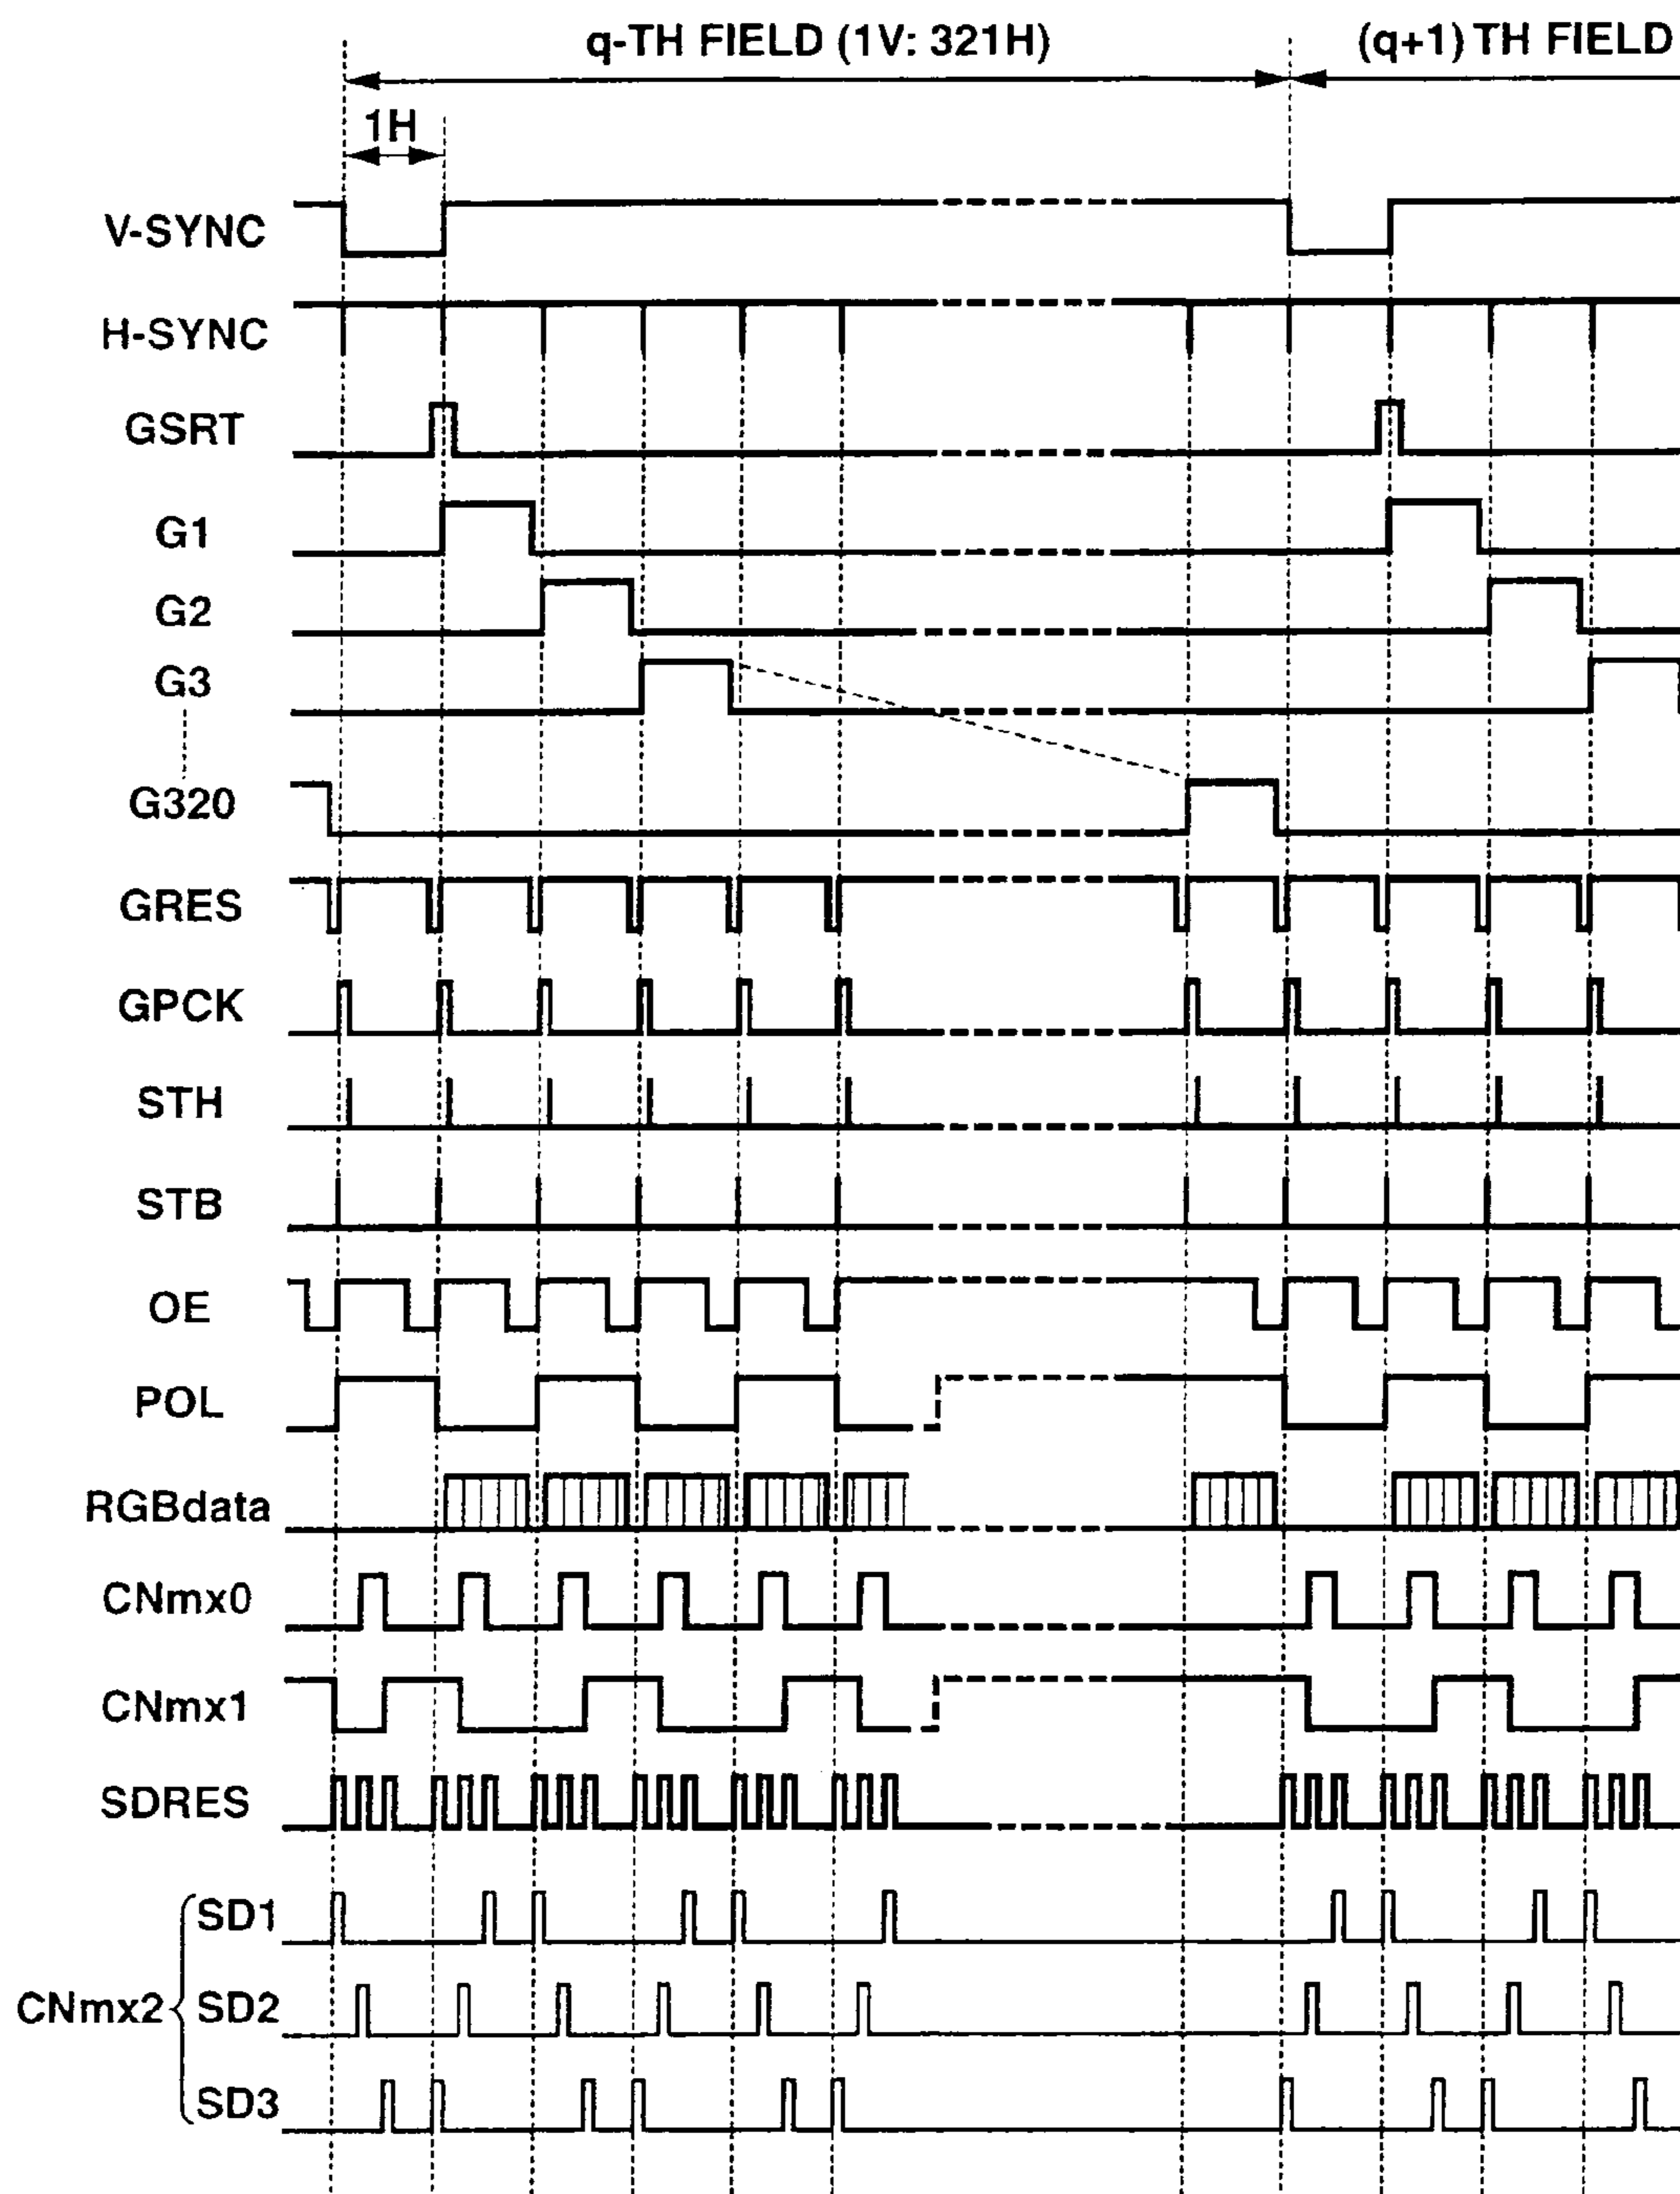 q-TH FIELD (1V: 321H)
(q+1) TH FIELD
1H
V-SYNC
H-SYNC
GSRT
G1
G2
G3
G320
GRES
GPCK
STH
STB
OE
POL
RGBdata
CNmx0
CNmx1
SDRES
SD1
CNmx2 SD2
SD3